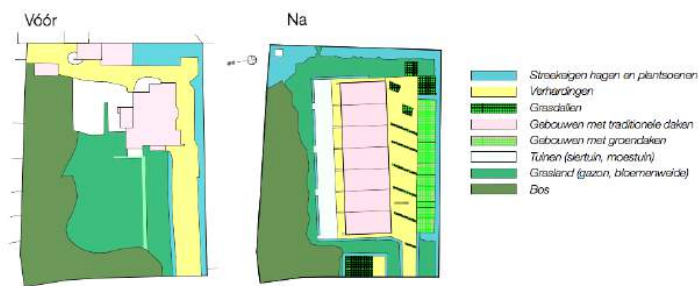 Vóór
Na
Streekeigen hagen en plantsoenen
Verhardingen
Grasdallen
Gebouwen met traditionele daken
Gebouwen met groendaken
Tuinen (siertuin, moestuin)
Grasland (gazon, bloemenweide)
Bos